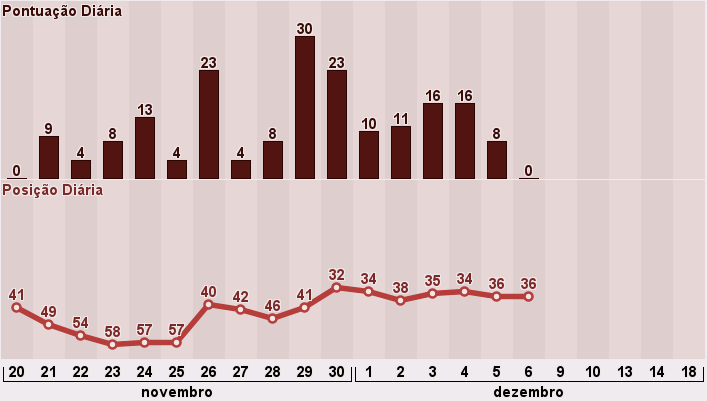 Pontuação Diária
0 9 4 8 13 4 23 4 8 30 23 10 11 16 16 8 0
Posição Diária
41 49 54 58 57 57 40 42 46 41 32 34 38 35 34 36 36
20 21 22 23 24 25 26 27 28 29 30 1 2 3 4 5 6 9 10 13 14 18
novembro dezembro